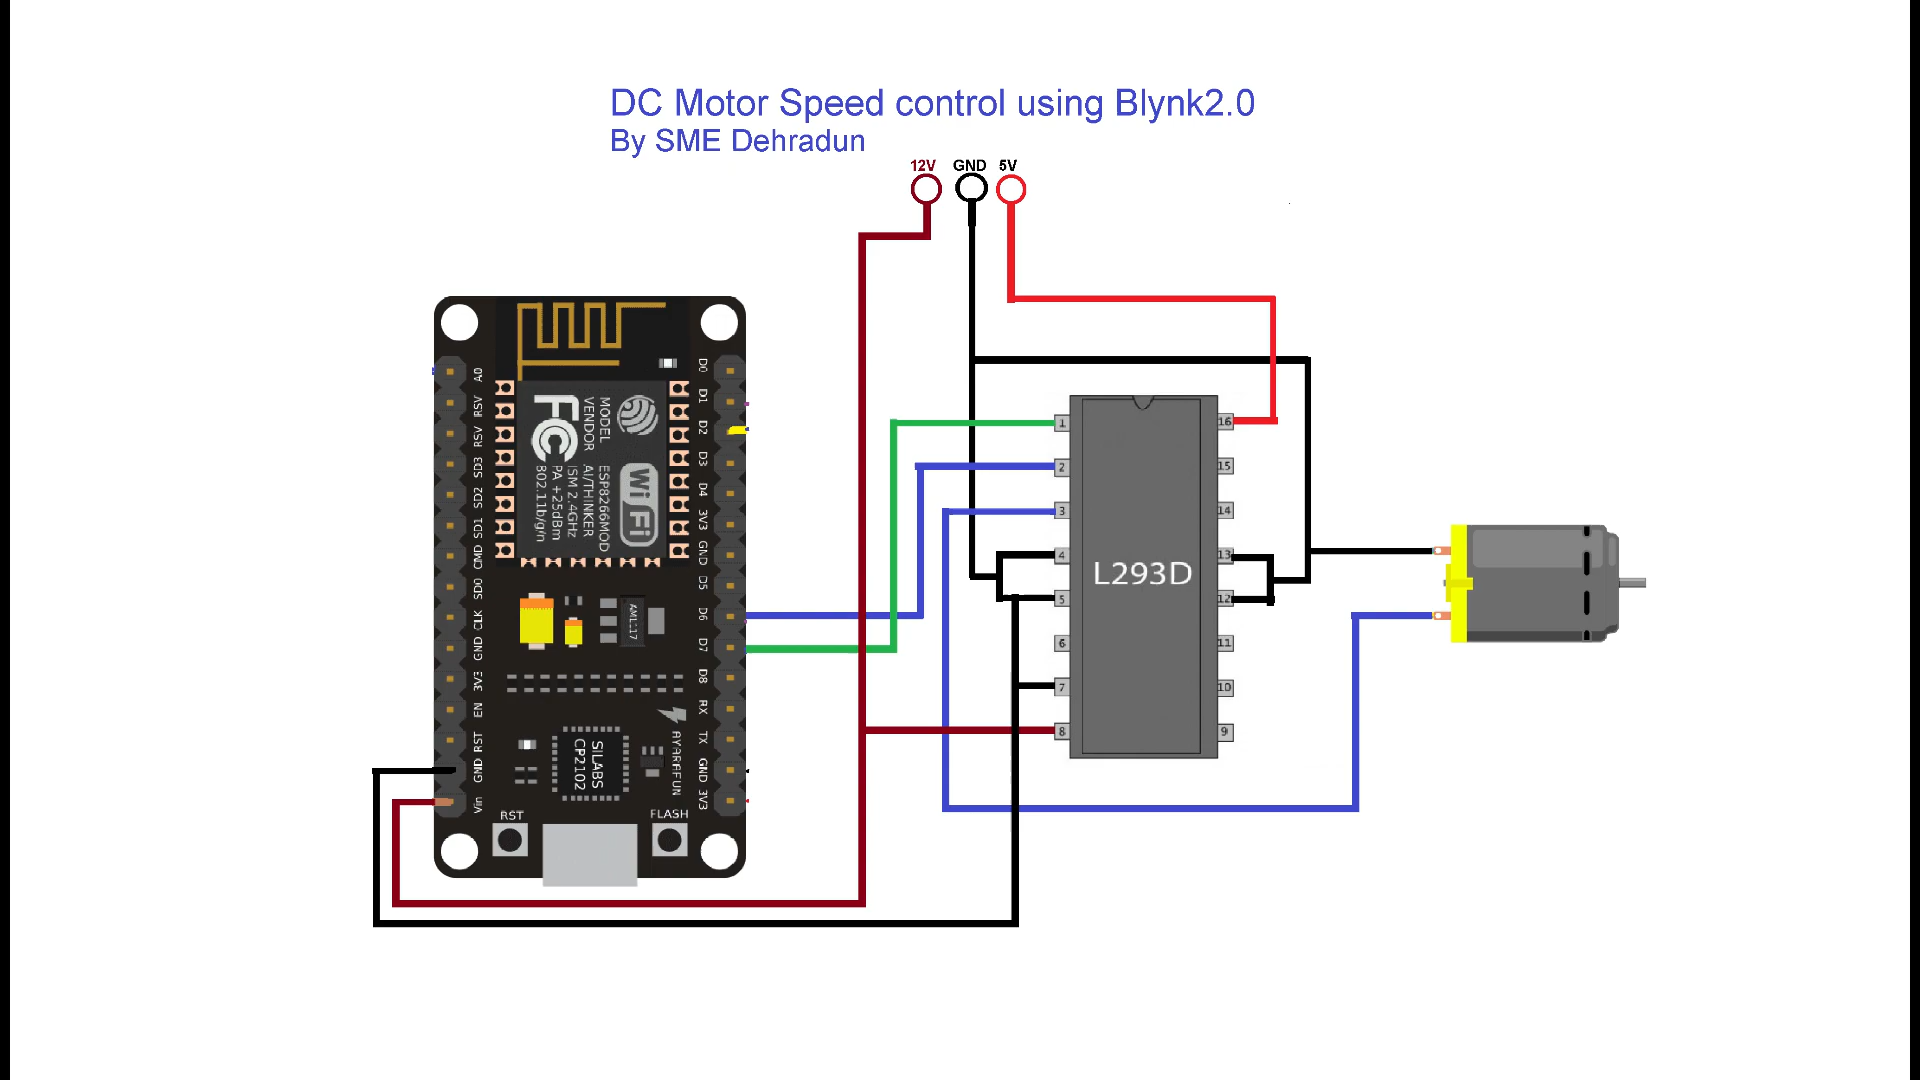 DC Motor Speed control using Blynk2.0
By SME Dehradun
12V GND 5V
A0
RSV
RSV
SD3
SD2
SD1
CMD
SD0
CLK
GND
3V3
EN
RST
GND
Vin
FC
MODEL
VENDOR
ESP8266MOD
AI/THINKER
ISM 2.4GHz
PA +25dBm
802.11b/g/n
WiFi
AM1117
SILABS
CP2102
RST
FLASH
D0
D1
D2
D3
D4
3V3
GND
D5
D6
D7
D8
RX
TX
GND
3V3
L293D
1
2
3
4
5
6
7
8
16
15
14
13
12
11
10
9